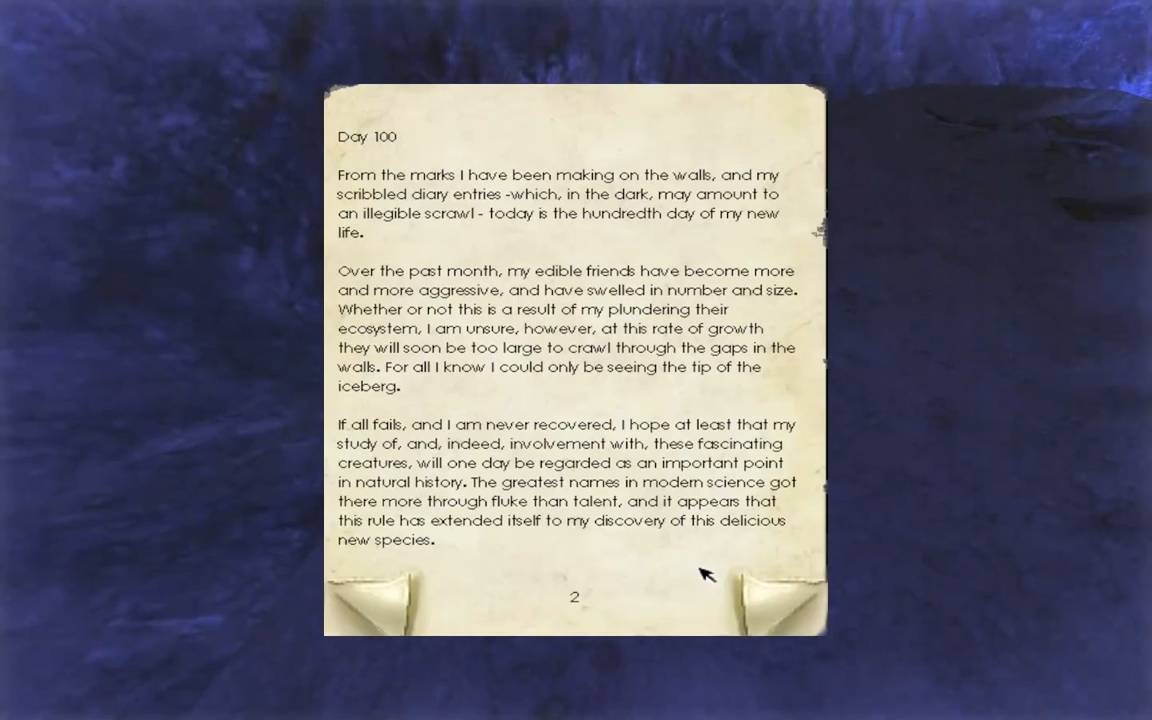 Day 100
From the marks I have been making on the walls, and my
scribbled diary entries -which, in the dark, may amount to
an illegible scrawl - today is the hundredth day of my new
life.
Over the past month, my edible friends have become more
and more aggressive, and have swelled in number and size.
Whether or not this is a result of my plundering their
ecosystem, I am unsure, however, at this rate of growth
they will soon be too large to crawl through the gaps in the
walls. For all I know I could only be seeing the tip of the
iceberg.
If all fails, and I am never recovered, I hope at least that my
study of, and, indeed, involvement with, these fascinating
creatures, will one day be regarded as an important point
in natural history. The greatest names in modern science got
there more through fluke than talent, and it appears that
this rule has extended itself to my discovery of this delicious
new species.
2